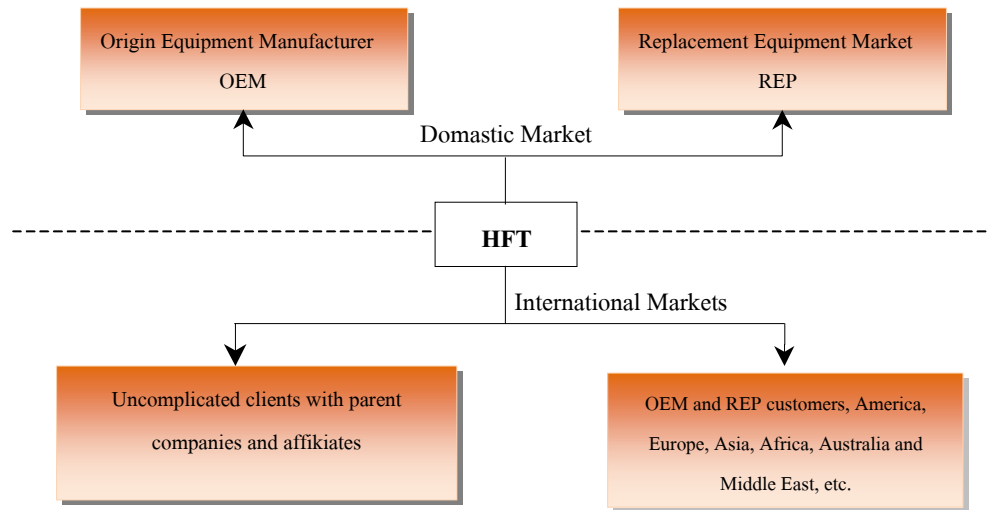 Origin Equipment Manufacturer
OEM
Replacement Equipment Market
REP
Domastic Market
HFT
International Markets
Uncomplicated clients with parent
companies and affikiates
OEM and REP customers, America,
Europe, Asia, Africa, Australia and
Middle East, etc.